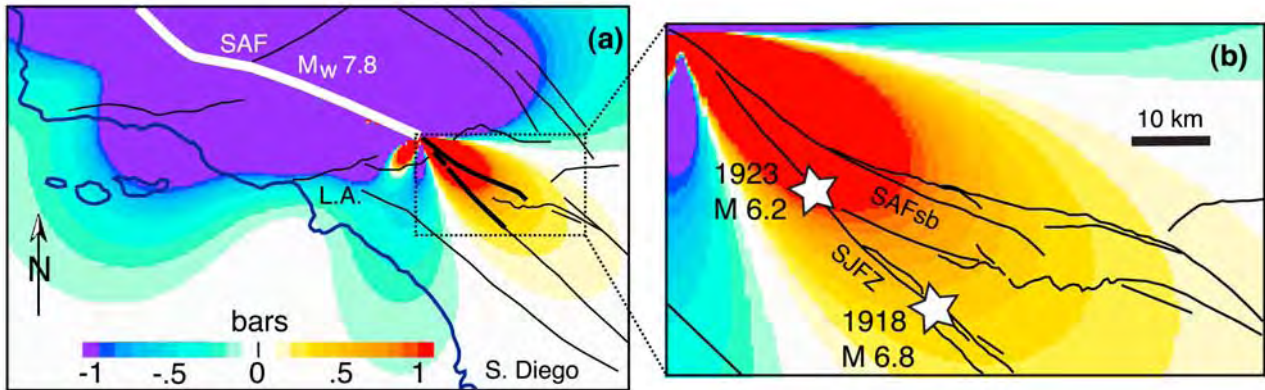 (a)
SAF
Mw 7.8
L.A.
N
bars
-1 -.5 0 .5 1
S. Diego
(b)
10 km
1923
M 6.2
SAFsb
SJFZ
1918
M 6.8